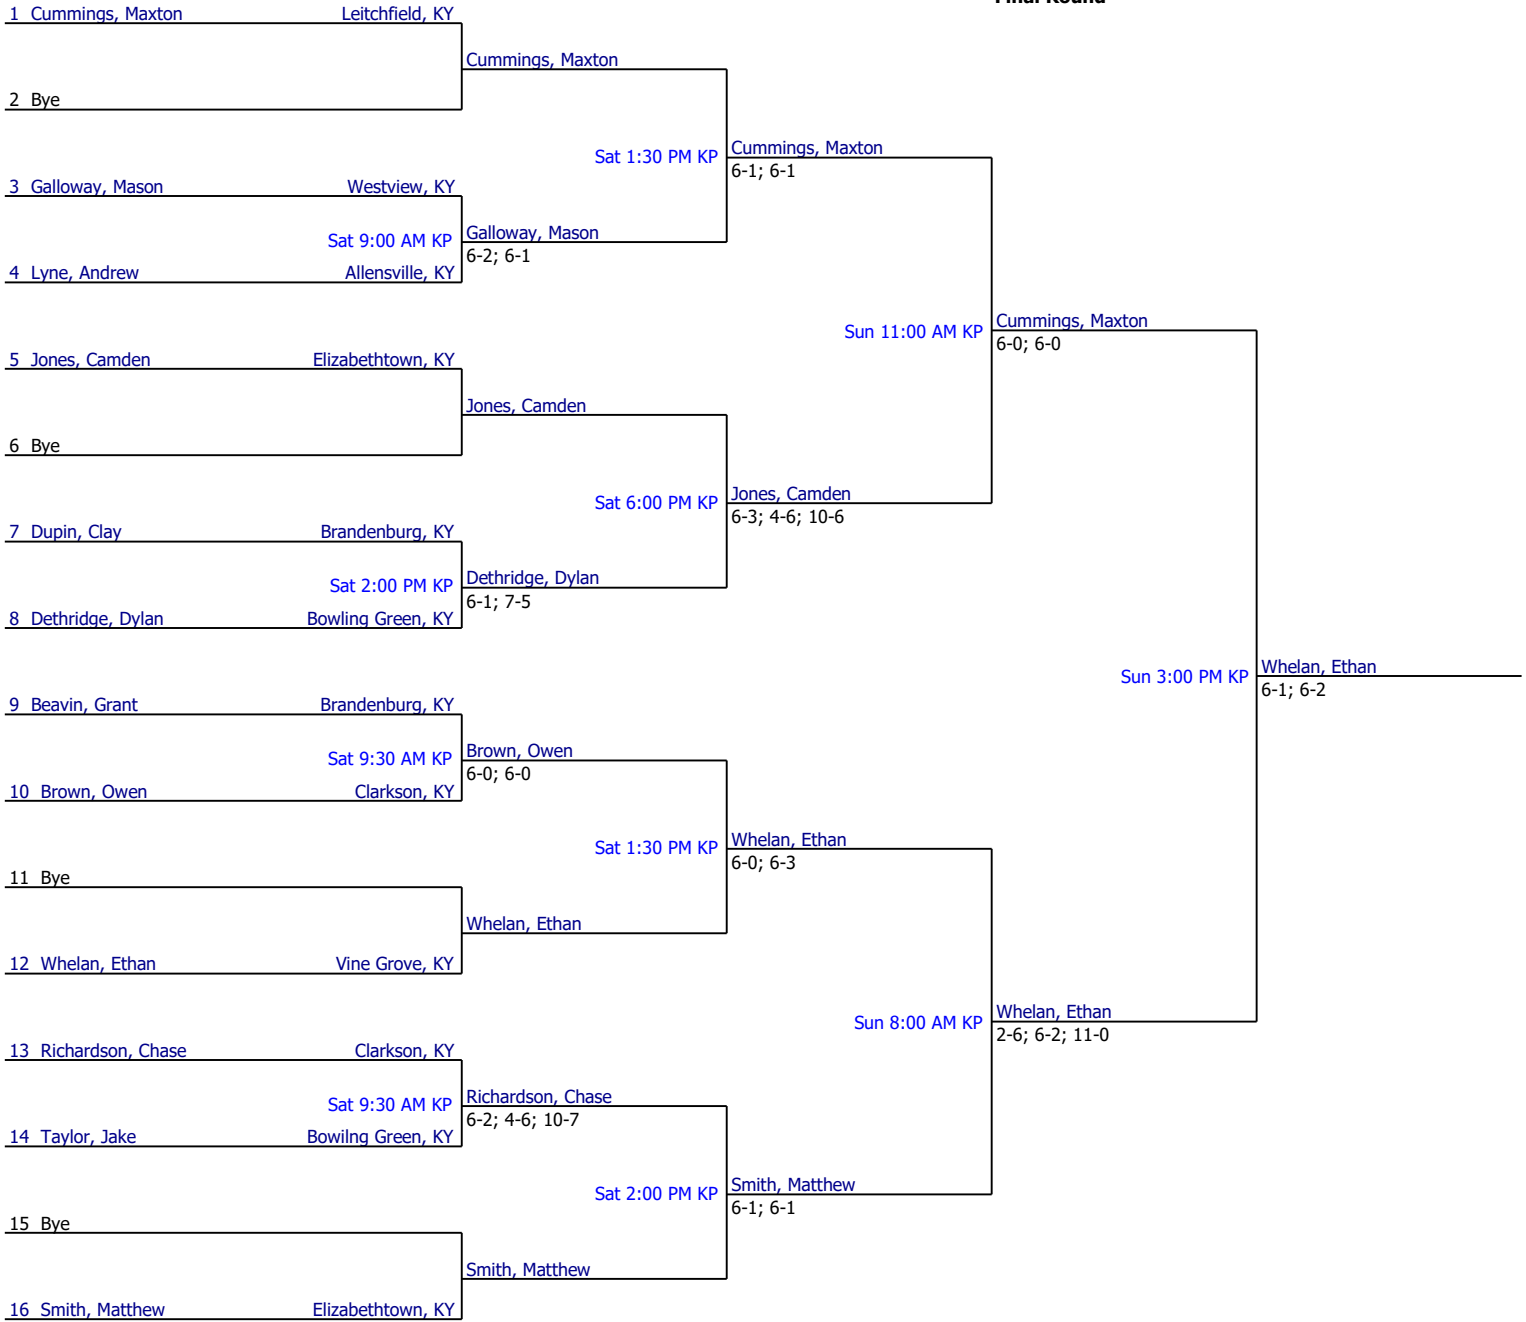 Final Round
1 Cummings, Maxton Leitchfield, KY
Cummings, Maxton
2 Bye
Sat 1:30 PM KP Cummings, Maxton
6-1; 6-1
3 Galloway, Mason Westview, KY
Sat 9:00 AM KP Galloway, Mason
6-2; 6-1
4 Lyne, Andrew Allensville, KY
Sun 11:00 AM KP Cummings, Maxton
6-0; 6-0
5 Jones, Camden Elizabethtown, KY
Jones, Camden
6 Bye
Sat 6:00 PM KP Jones, Camden
6-3; 4-6; 10-6
7 Dupin, Clay Brandenburg, KY
Sat 2:00 PM KP Dethridge, Dylan
6-1; 7-5
8 Dethridge, Dylan Bowling Green, KY
Sun 3:00 PM KP Whelan, Ethan
6-1; 6-2
9 Beavin, Grant Brandenburg, KY
Sat 9:30 AM KP Brown, Owen
6-0; 6-0
10 Brown, Owen Clarkson, KY
Sat 1:30 PM KP Whelan, Ethan
6-0; 6-3
11 Bye
Whelan, Ethan
12 Whelan, Ethan Vine Grove, KY
Sun 8:00 AM KP Whelan, Ethan
2-6; 6-2; 11-0
13 Richardson, Chase Clarkson, KY
Sat 9:30 AM KP Richardson, Chase
6-2; 4-6; 10-7
14 Taylor, Jake Bowilng Green, KY
Sat 2:00 PM KP Smith, Matthew
6-1; 6-1
15 Bye
Smith, Matthew
16 Smith, Matthew Elizabethtown, KY